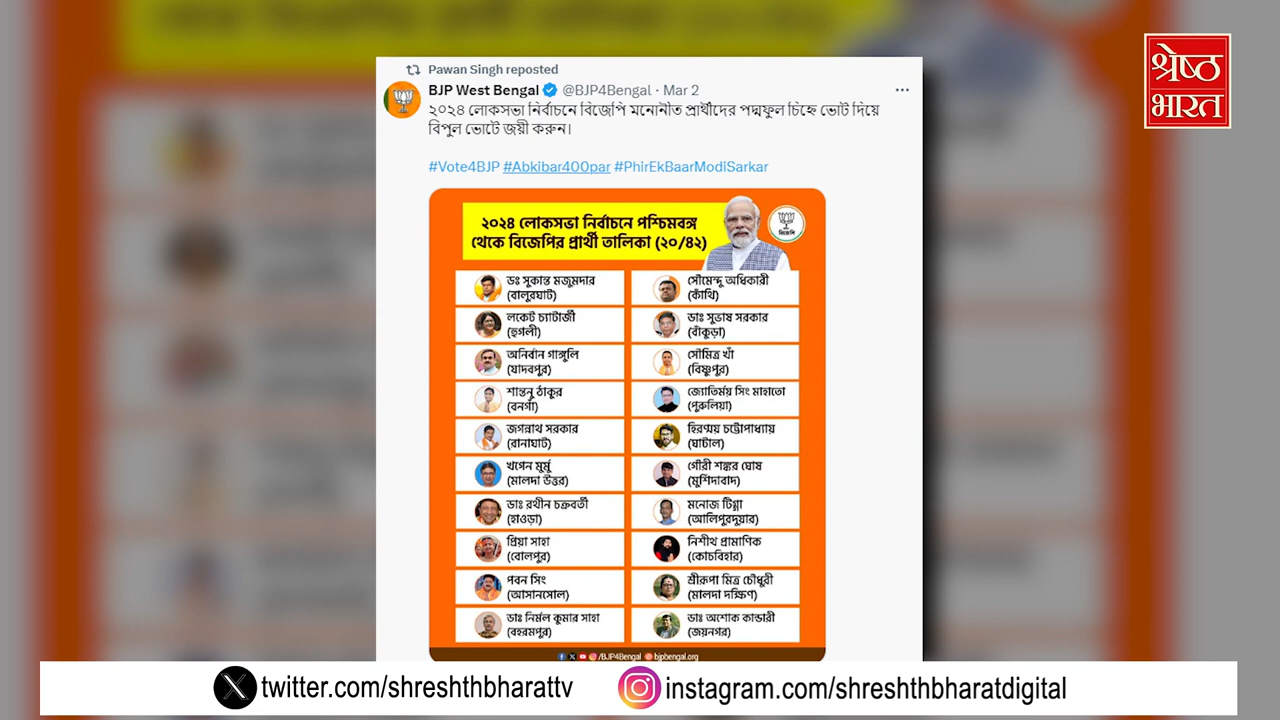 श्रेष्ठ
भारत
Pawan Singh reposted
BJP West Bengal @BJP4Bengal · Mar 2
২০২৪ লোকসভা নির্বাচনে বিজেপি মনোনীত প্রার্থীদের পদ্মফুল চিহ্নে ভোট দিয়ে
বিপুল ভোটে জয়ী করুন।
#Vote4BJP #Abkibar400par #PhirEkBaarModiSarkar
২০২৪ লোকসভা নির্বাচনে পশ্চিমবঙ্গ
থেকে বিজেপির প্রার্থী তালিকা (২০/৪২)
বিজেপি
ডঃ সুকান্ত মজুমদার
(বালুরঘাট)
সৌমেন্দু অধিকারী
(কাঁথি)
লকেট চ্যাটার্জী
(হুগলী)
ডাঃ সুভাষ সরকার
(বাঁকুড়া)
অনির্বান গাঙ্গুলি
(যাদবপুর)
সৌমিত্র খাঁ
(বিষ্ণুপুর)
শান্তনু ঠাকুর
(বনগাঁ)
জ্যোতির্ময় সিং মাহাতো
(পুরুলিয়া)
জগন্নাথ সরকার
(রানাঘাট)
হিরণ্ময় চট্টোপাধ্যায়
(ঘাটাল)
খগেন মুর্মু
(মালদা উত্তর)
গৌরী শঙ্কর ঘোষ
(মুর্শিদাবাদ)
ডাঃ রথীন চক্রবর্তী
(হাওড়া)
মনোজ টিগ্গা
(আলিপুরদুয়ার)
প্রিয়া সাহা
(বোলপুর)
নিশীথ প্রামাণিক
(কোচবিহার)
পবন সিং
(আসানসোল)
শ্রীরূপা মিত্র চৌধুরী
(মালদা দক্ষিণ)
ডাঃ নির্মল কুমার সাহা
(বহরমপুর)
ডাঃ অশোক কান্ডারী
(জয়নগর)
/BJP4Bengal bjpbengal.org
twitter.com/shreshthbharattv
instagram.com/shreshthbharatdigital